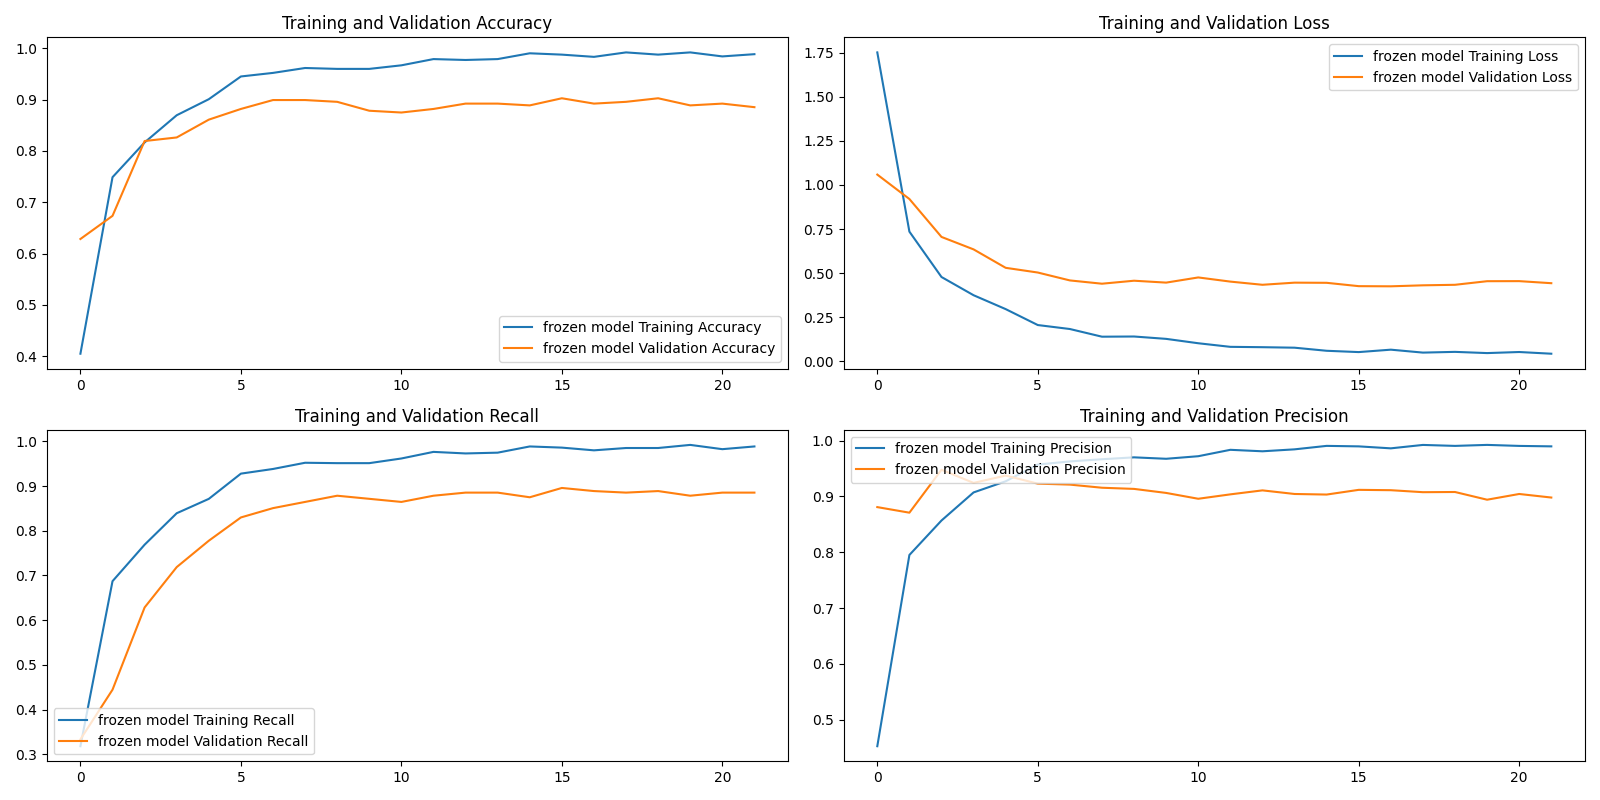 Training and Validation Accuracy
1.0
0.9
0.8
0.7
0.6
0.5
0.4
frozen model Training Accuracy
frozen model Validation Accuracy
0 5 10 15 20
Training and Validation Loss
1.75
1.50
1.25
1.00
0.75
0.50
0.25
0.00
frozen model Training Loss
frozen model Validation Loss
0 5 10 15 20
Training and Validation Recall
1.0
0.9
0.8
0.7
0.6
0.5
0.4
0.3
frozen model Training Recall
frozen model Validation Recall
0 5 10 15 20
Training and Validation Precision
1.0
0.9
0.8
0.7
0.6
0.5
frozen model Training Precision
frozen model Validation Precision
0 5 10 15 20